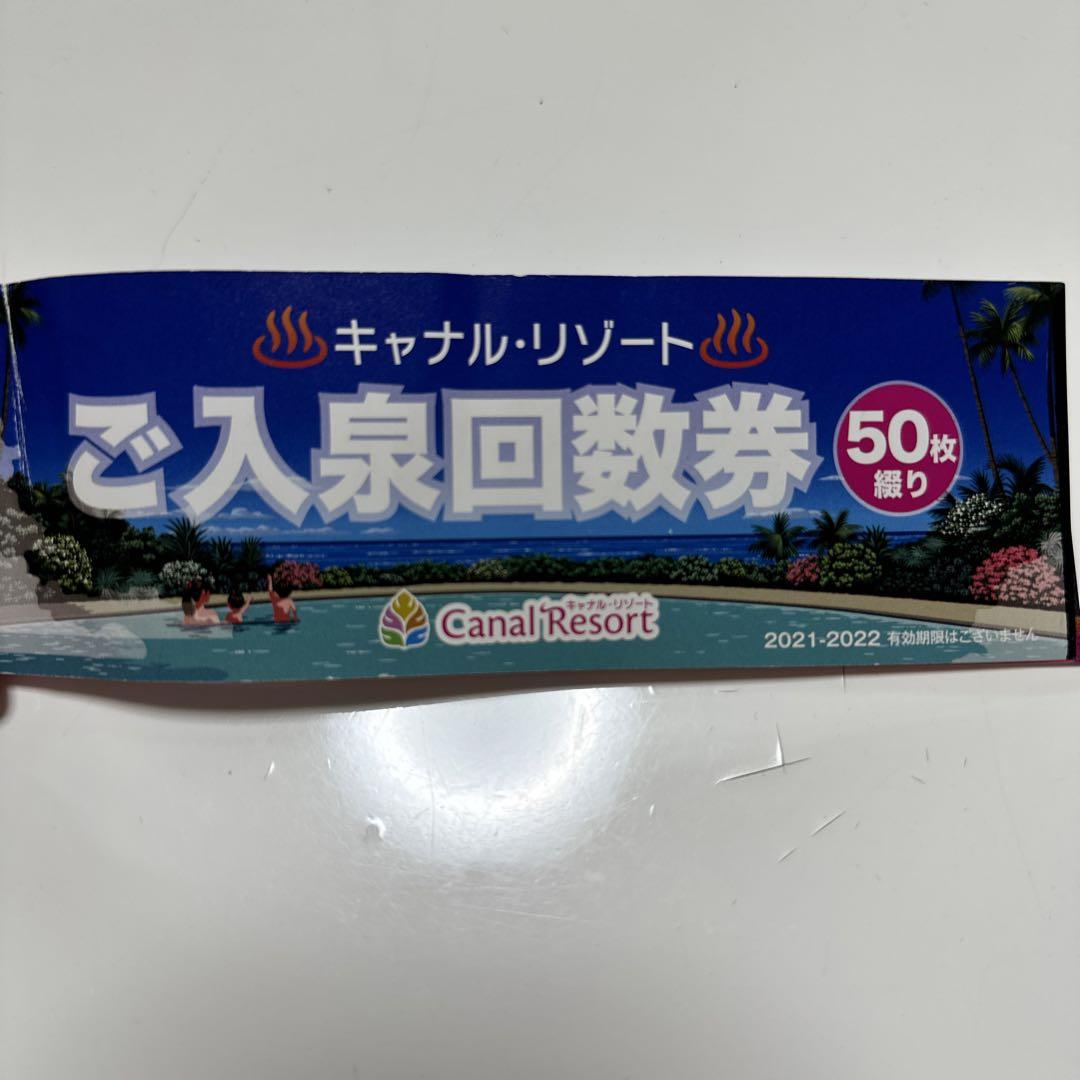 キャナル・リゾート
ご入泉回数券
50枚
綴り
キャナル・リゾート
Canal Resort
2021-2022 有効期限はございません